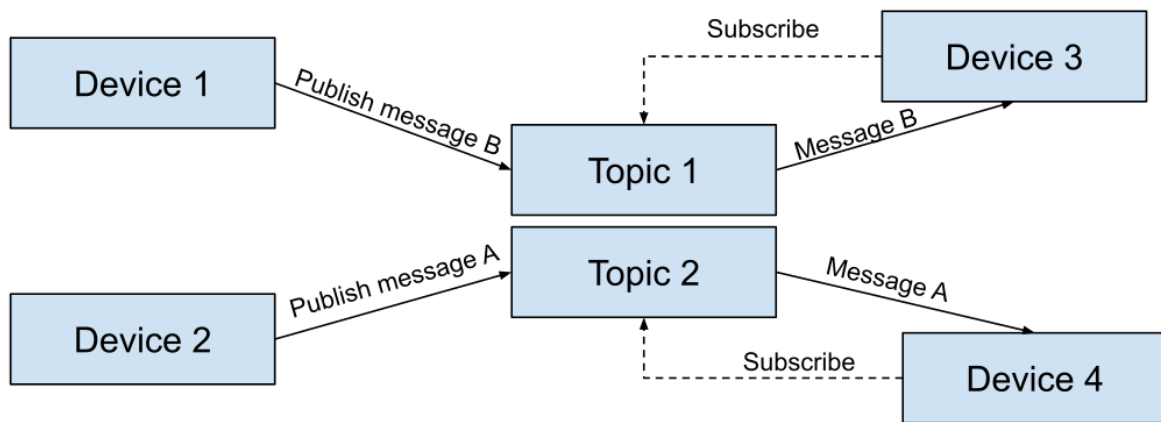 Subscribe
Device 3
Device 1
Publish message B
Message B
Topic 1
Publish message A
Topic 2
Message A
Device 2
Subscribe
Device 4